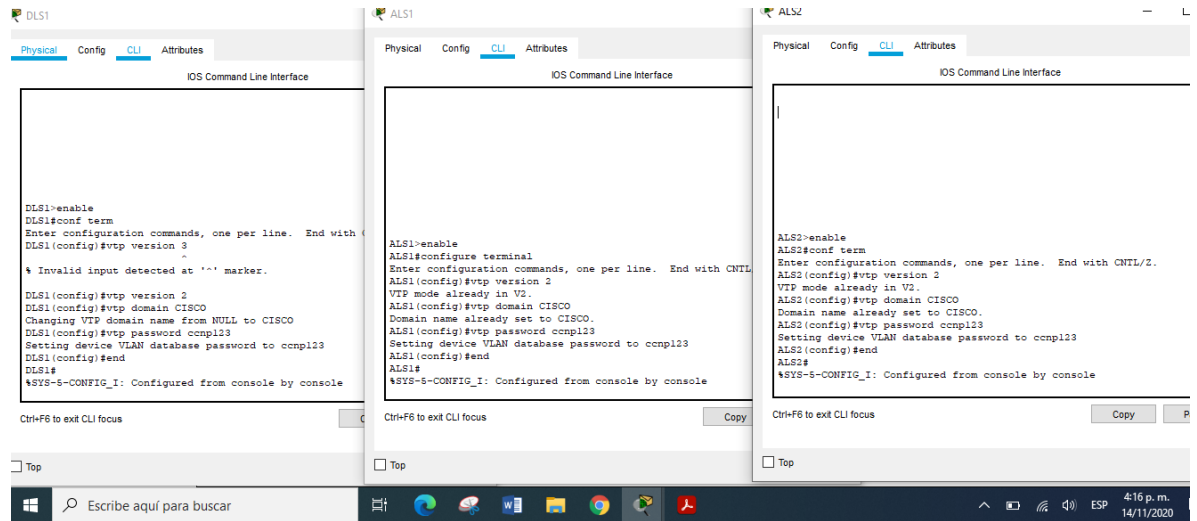 DLS1
Physical Config CLI Attributes
IOS Command Line Interface
DLS1>enable
DLS1#conf term
Enter configuration commands, one per line. End with
DLS1(config)#vtp version 3
^
% Invalid input detected at '^' marker.
DLS1(config)#vtp version 2
DLS1(config)#vtp domain CISCO
Changing VTP domain name from NULL to CISCO
DLS1(config)#vtp password ccnp123
Setting device VLAN database password to ccnp123
DLS1(config)#end
DLS1#
%SYS-5-CONFIG_I: Configured from console by console
Ctrl+F6 to exit CLI focus
Top
ALS1
Physical Config CLI Attributes
IOS Command Line Interface
ALS1>enable
ALS1#configure terminal
Enter configuration commands, one per line. End with CNTL
ALS1(config)#vtp version 2
VTP mode already in V2.
ALS1(config)#vtp domain CISCO
Domain name already set to CISCO.
ALS1(config)#vtp password ccnp123
Setting device VLAN database password to ccnp123
ALS1(config)#end
ALS1#
%SYS-5-CONFIG_I: Configured from console by console
Ctrl+F6 to exit CLI focus
Copy
Top
ALS2
Physical Config CLI Attributes
IOS Command Line Interface
ALS2>enable
ALS2#conf term
Enter configuration commands, one per line. End with CNTL/Z.
ALS2(config)#vtp version 2
VTP mode already in V2.
ALS2(config)#vtp domain CISCO
Domain name already set to CISCO.
ALS2(config)#vtp password ccnp123
Setting device VLAN database password to ccnp123
ALS2(config)#end
ALS2#
%SYS-5-CONFIG_I: Configured from console by console
Ctrl+F6 to exit CLI focus
Copy
Top
Escribe aquí para buscar
ESP
4:16 p. m.
14/11/2020